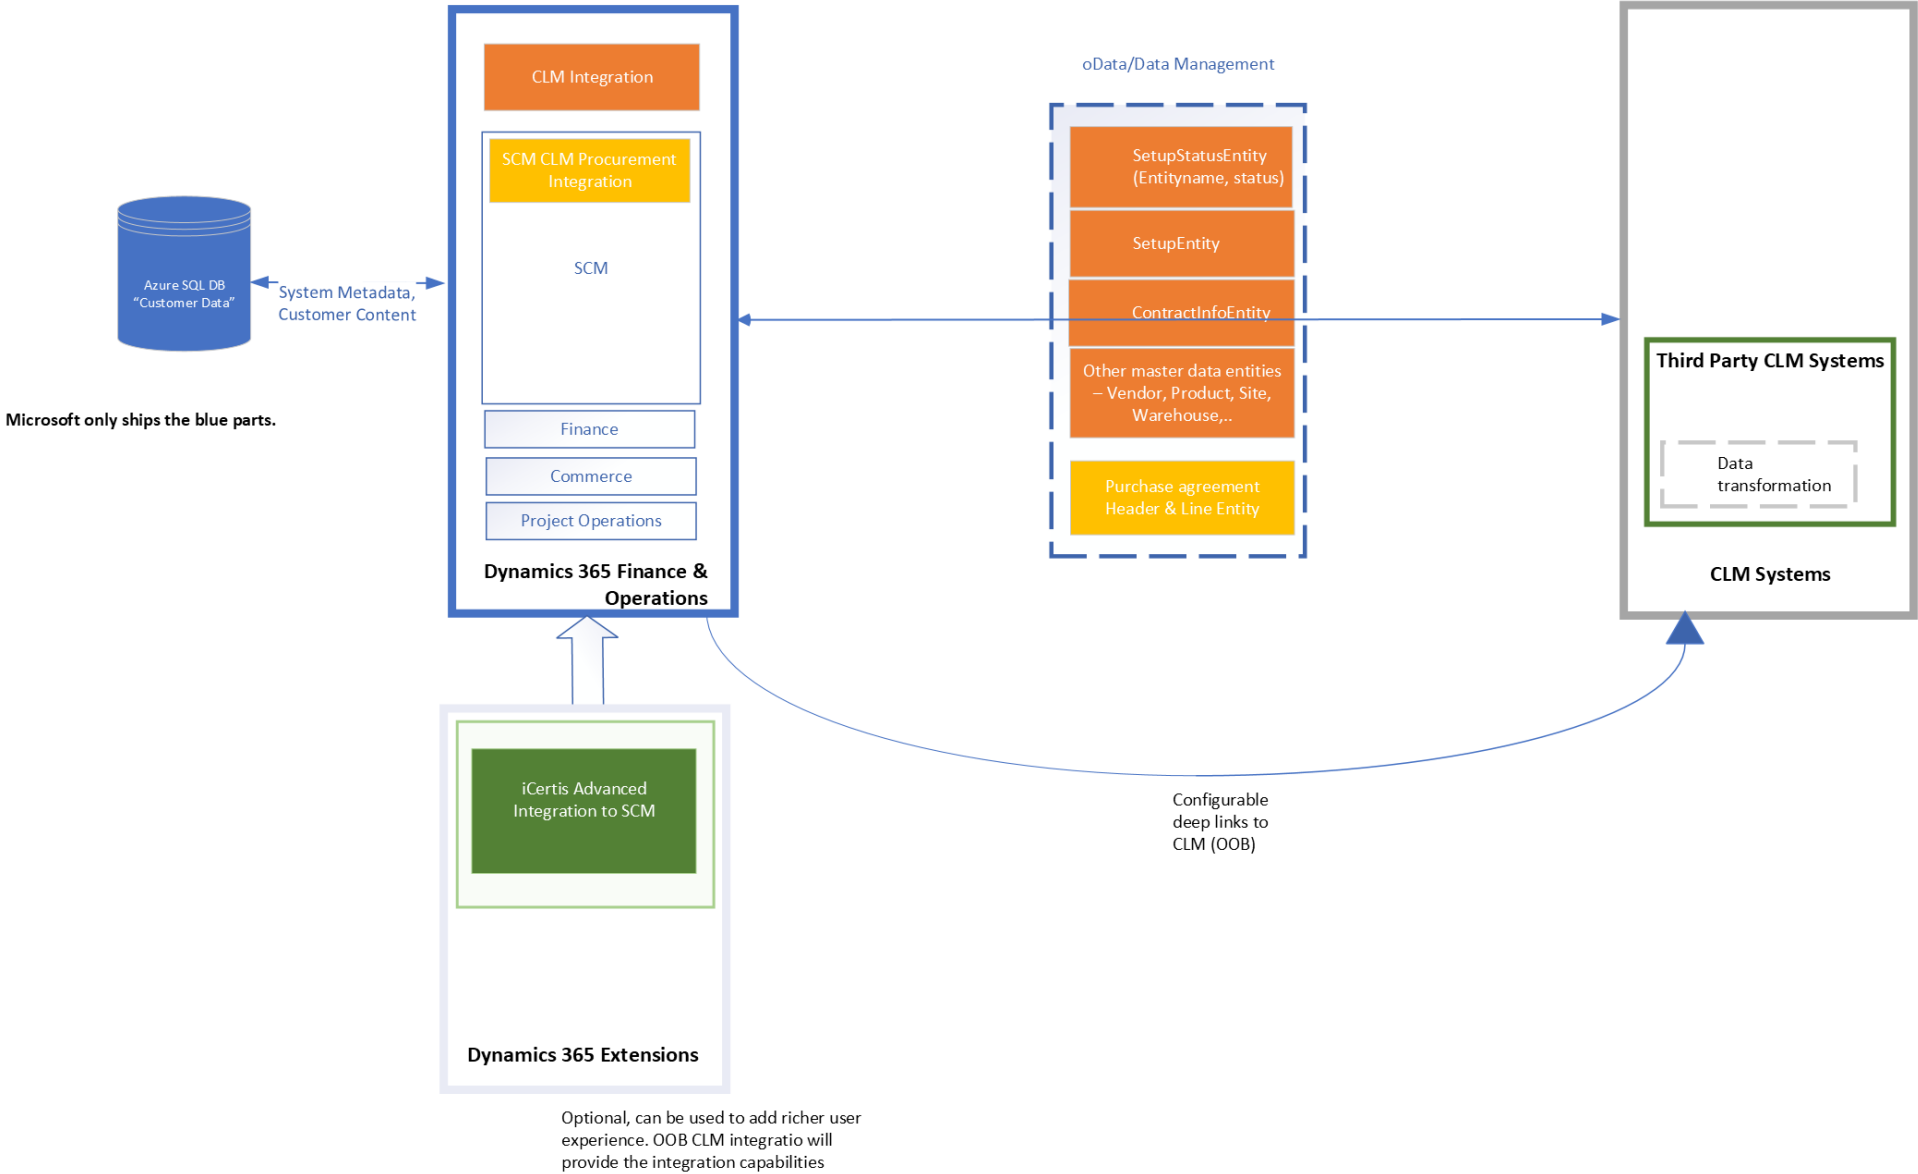 CLM Integration
SCM CLM Procurement
Integration
SCM
Finance
Commerce
Project Operations
Dynamics 365 Finance &
Operations
Azure SQL DB
“Customer Data”
System Metadata,
Customer Content
Microsoft only ships the blue parts.
oData/Data Management
SetupStatusEntity
(Entityname, status)
SetupEntity
ContractInfoEntity
Other master data entities
– Vendor, Product, Site,
Warehouse,..
Purchase agreement
Header & Line Entity
Third Party CLM Systems
Data
transformation
CLM Systems
iCertis Advanced
Integration to SCM
Dynamics 365 Extensions
Configurable
deep links to
CLM (OOB)
Optional, can be used to add richer user
experience. OOB CLM integratio will
provide the integration capabilities